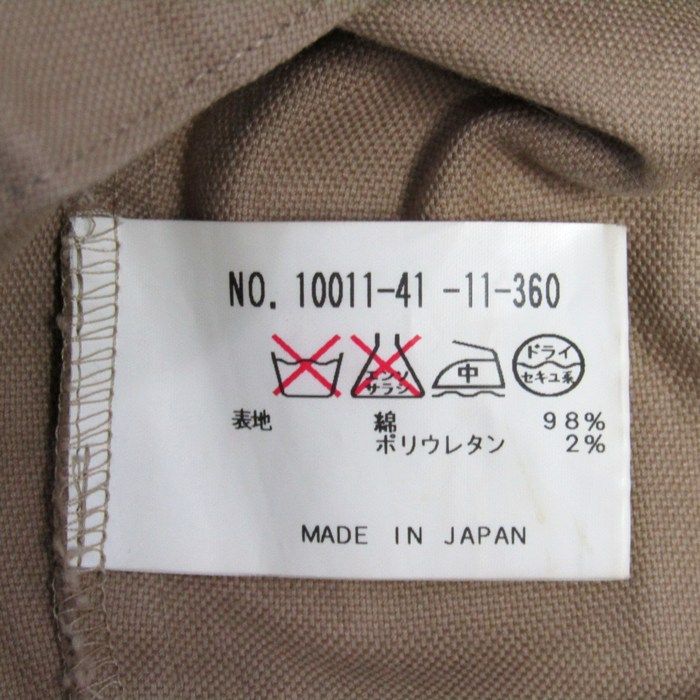 NO. 10011-41 -11-360
エンソ サラシ 中 ドライ セキユ系
表地 綿 98%
ポリウレタン 2%
MADE IN JAPAN